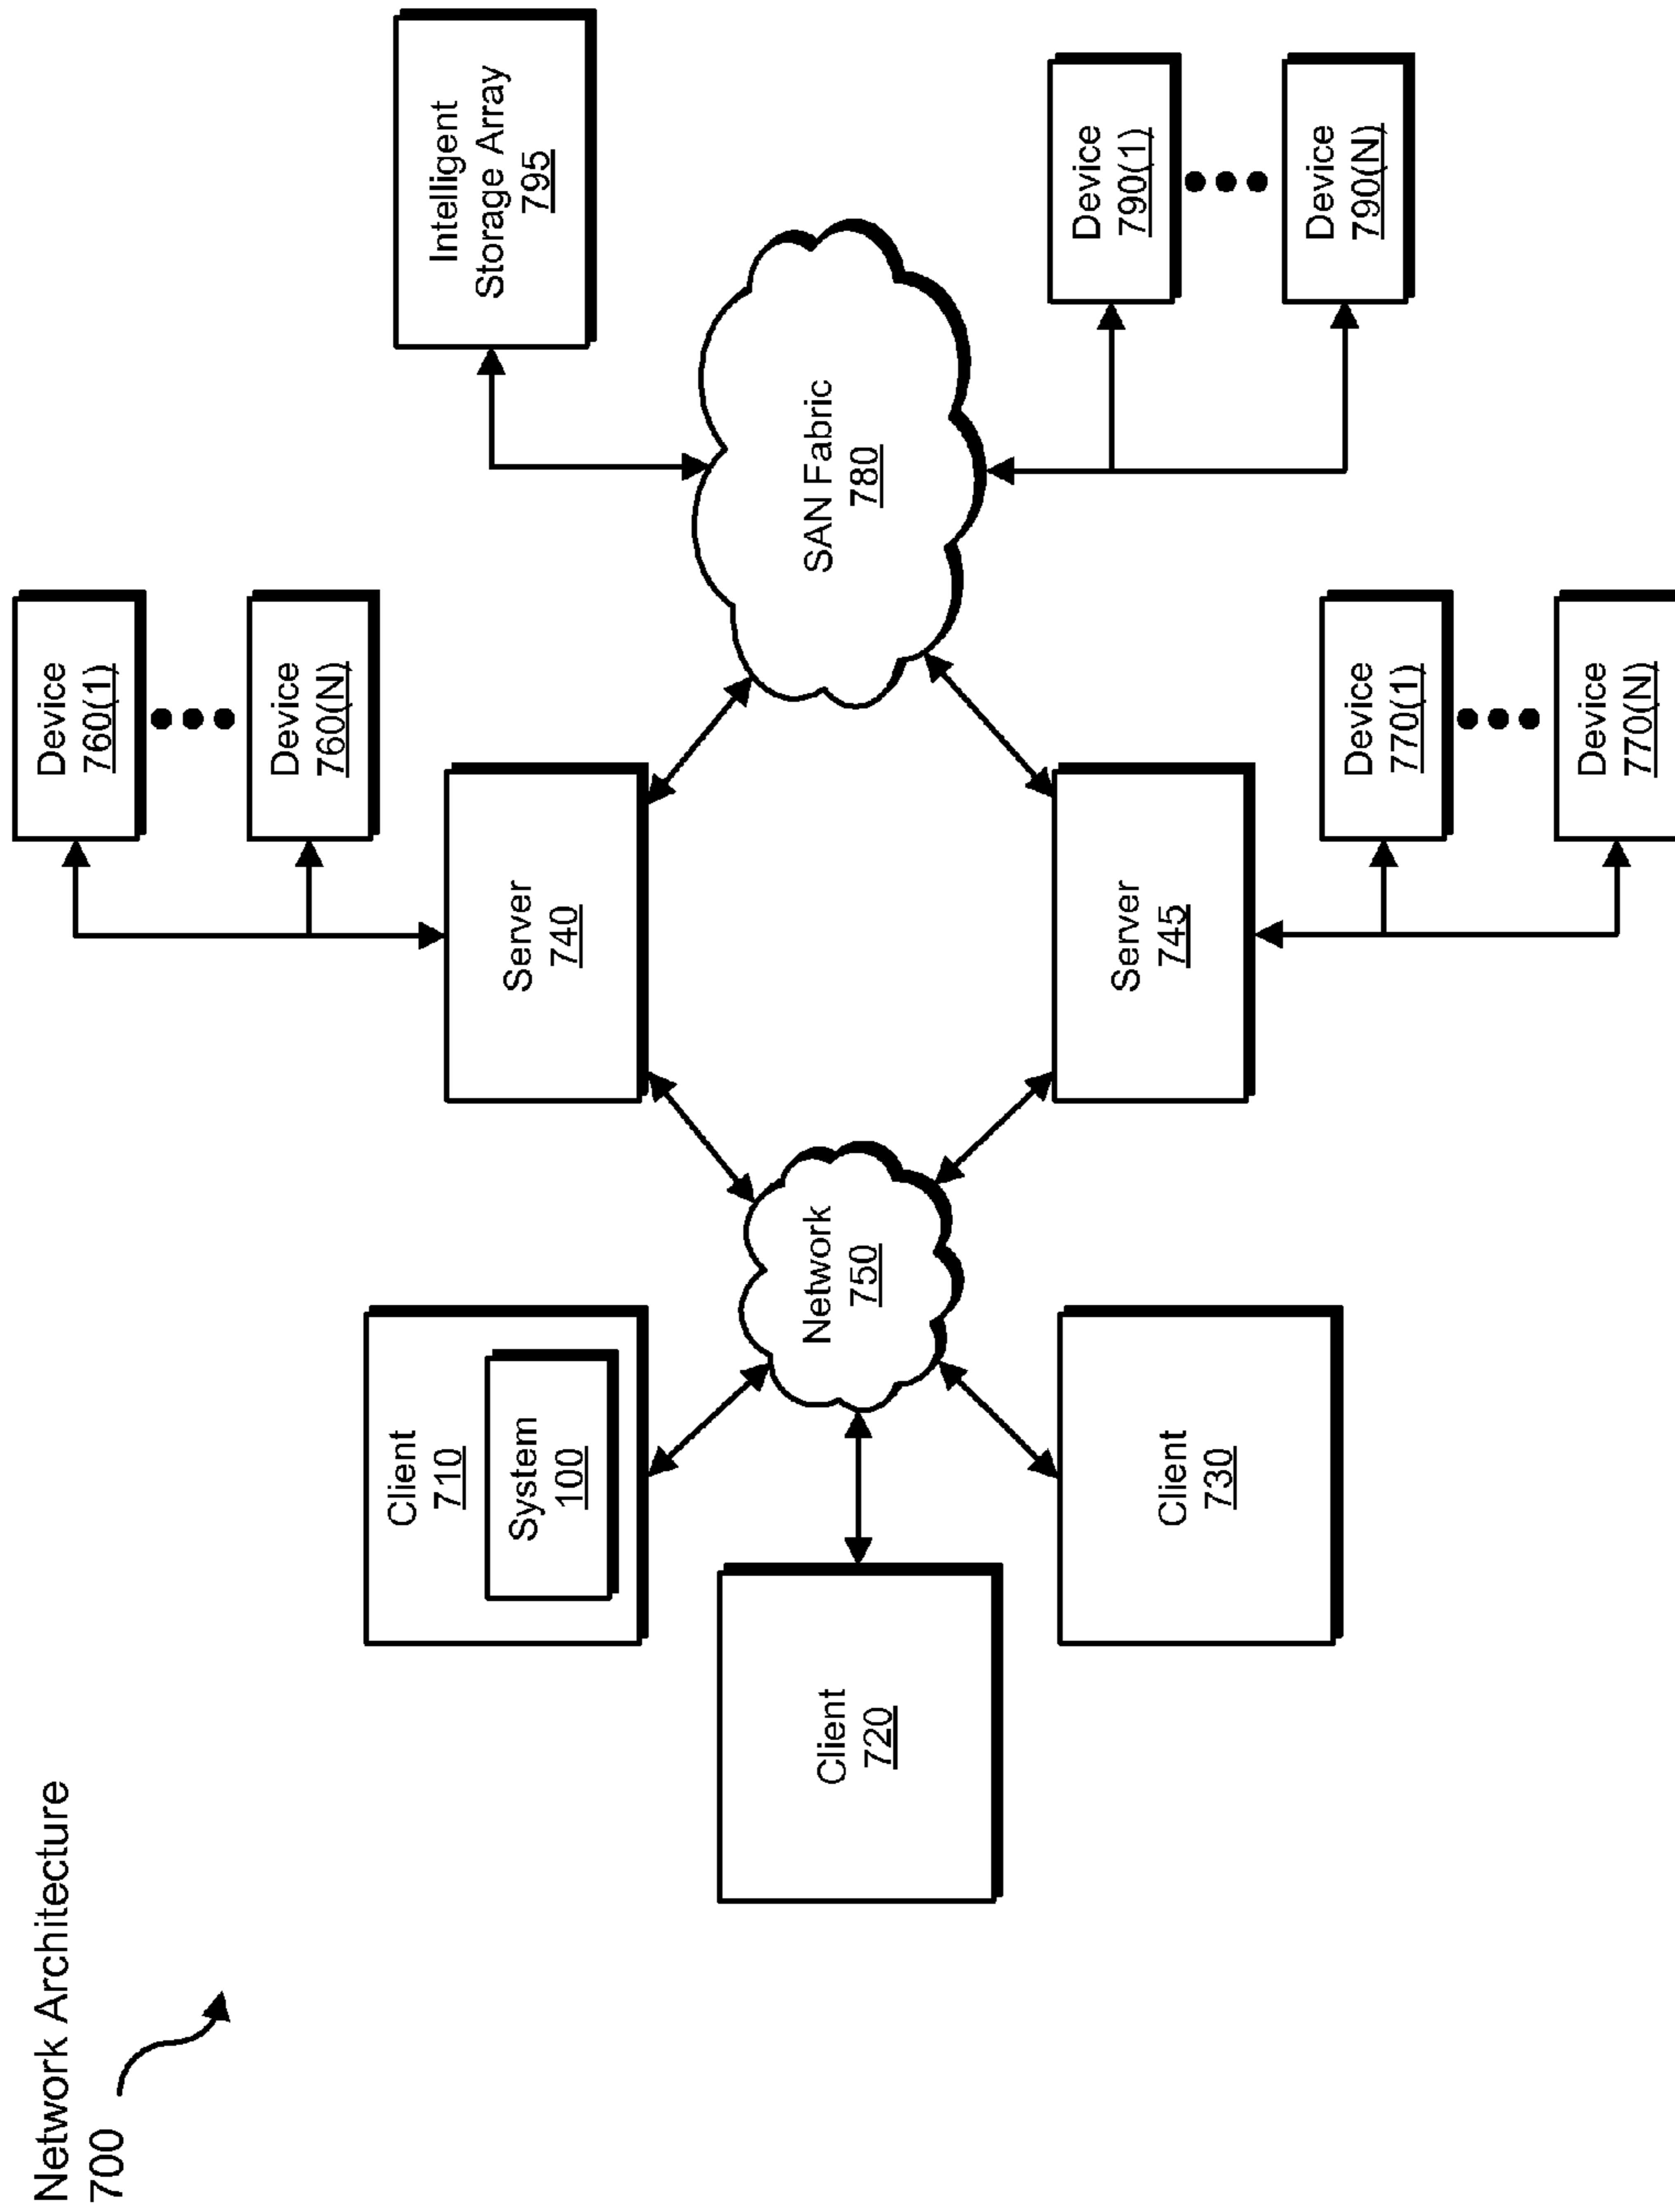 Network Architecture
700
Client
710
System
100
Client
720
Client
730
Network
750
Server
740
Server
745
Device
760(1)
Device
760(N)
Device
770(1)
Device
770(N)
SAN Fabric
780
Intelligent
Storage Array
795
Device
790(1)
Device
790(N)